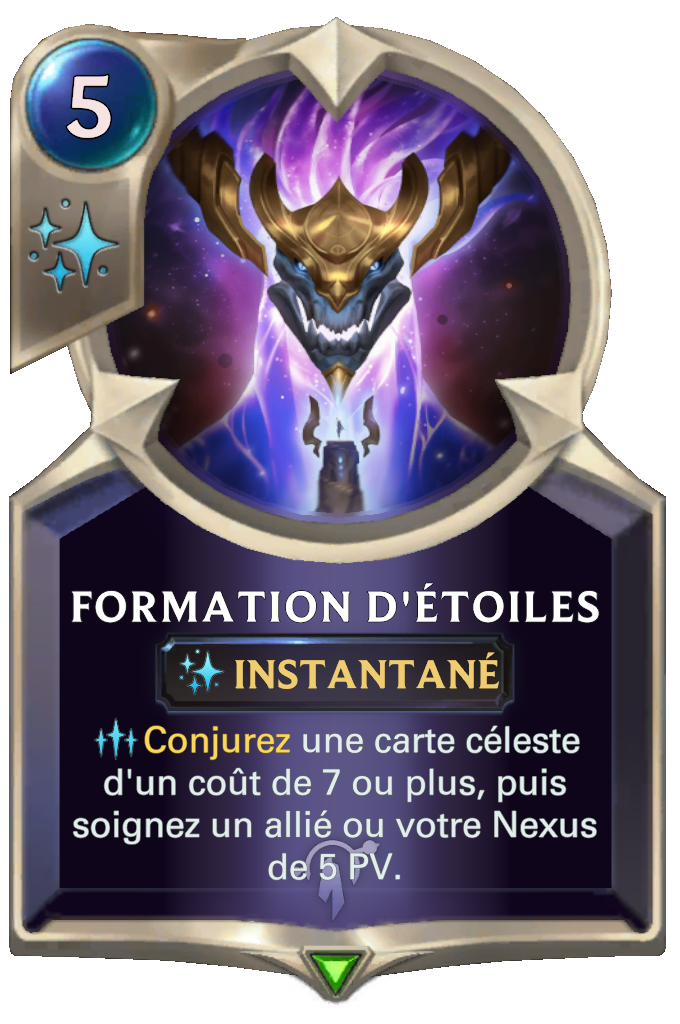 5
FORMATION D'ÉTOILES
INSTANTANÉ
Conjurez une carte céleste
d'un coût de 7 ou plus, puis
soignez un allié ou votre Nexus
de 5 PV.